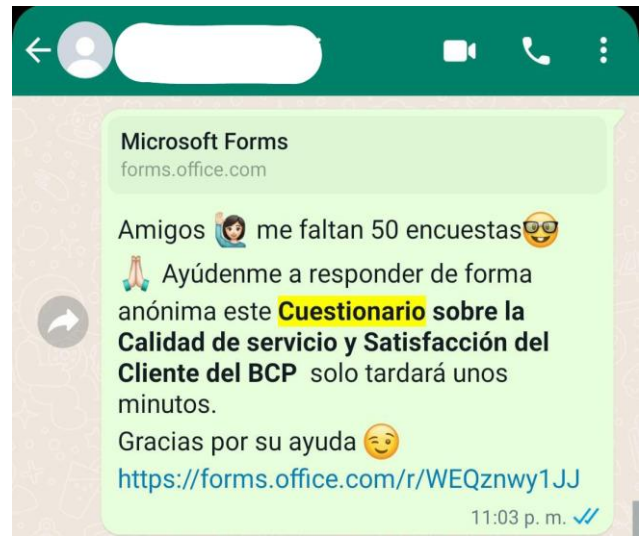 Microsoft Forms
forms.office.com
Amigos 🙋🏻‍♀️ me faltan 50 encuestas🤓
🙏🏻 Ayúdenme a responder de forma
anónima este Cuestionario sobre la
Calidad de servicio y Satisfacción del
Cliente del BCP solo tardará unos
minutos.
Gracias por su ayuda 😉
https://forms.office.com/r/WEQznwy1JJ
11:03 p. m.